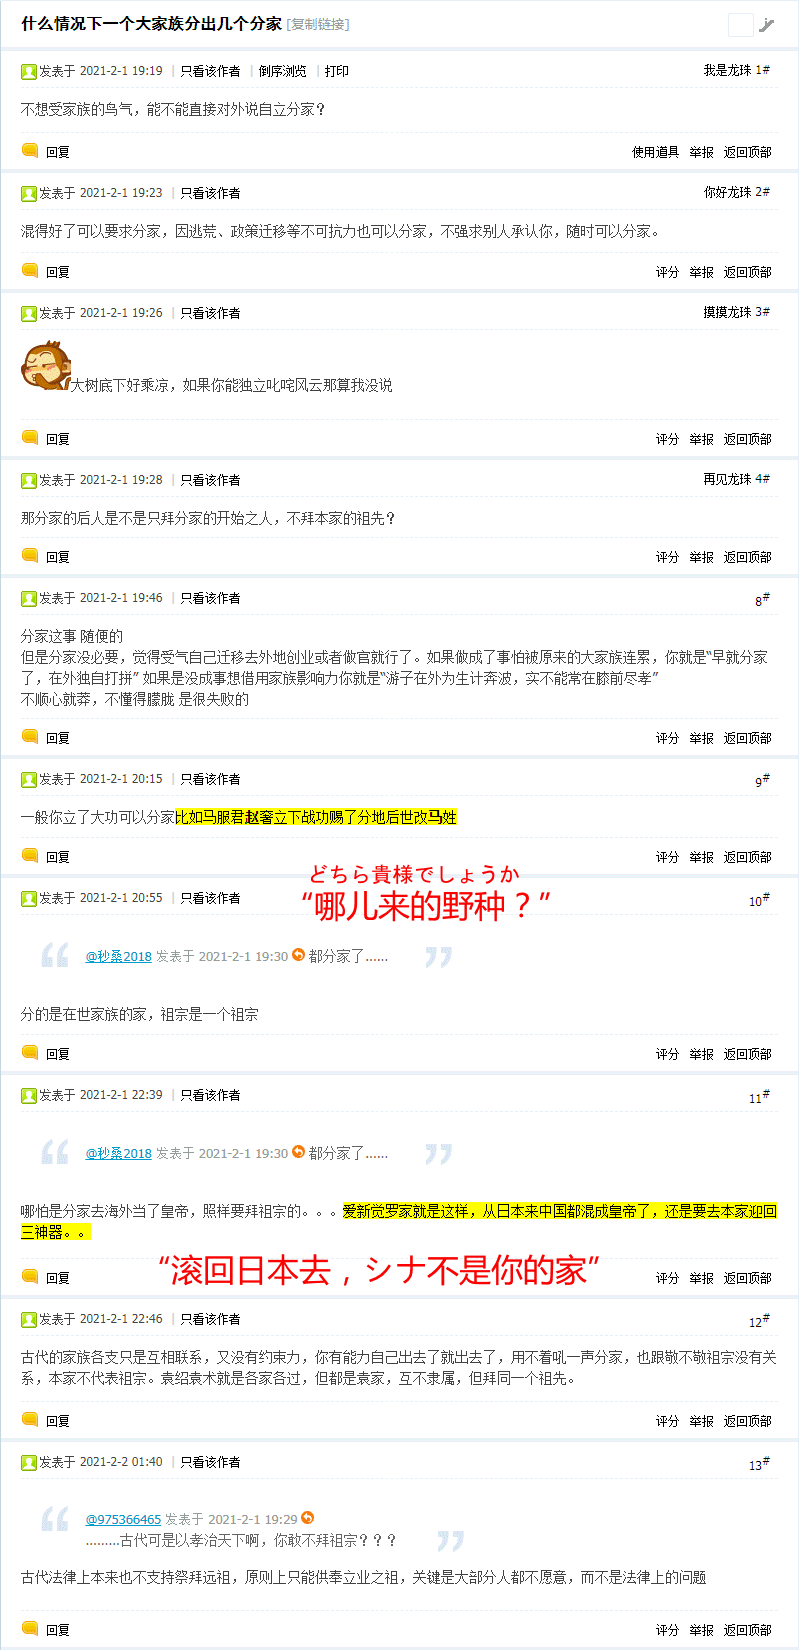 什么情况下一个大家族分出几个分家 [复制链接]
发表于 2021-2-1 19:19 | 只看该作者 | 倒序浏览 | 打印 我是龙珠 1#
不想受家族的鸟气，能不能直接对外说自立分家？
回复 使用道具 举报 返回顶部
发表于 2021-2-1 19:23 | 只看该作者 你好龙珠 2#
混得好了可以要求分家，因逃荒、政策迁移等不可抗力也可以分家，不强求别人承认你，随时可以分家。
回复 评分 举报 返回顶部
发表于 2021-2-1 19:26 | 只看该作者 摸摸龙珠 3#
大树底下好乘凉，如果你能独立叱咤风云那算我没说
回复 评分 举报 返回顶部
发表于 2021-2-1 19:28 | 只看该作者 再见龙珠 4#
那分家的后人是不是只拜分家的开始之人，不拜本家的祖先？
回复 评分 举报 返回顶部
发表于 2021-2-1 19:46 | 只看该作者 8#
分家这事 随便的
但是分家没必要，觉得受气自己迁移去外地创业或者做官就行了。如果做成了事怕被原来的大家族连累，你就是“早就分家
了，在外独自打拼” 如果是没成事想借用家族影响力你就是“游子在外为生计奔波，实不能常在膝前尽孝”
不顺心就莽，不懂得朦胧 是很失败的
回复 评分 举报 返回顶部
发表于 2021-2-1 20:15 | 只看该作者 9#
一般你立了大功可以分家比如马服君赵奢立下战功赐了分地后世改马姓
回复 评分 举报 返回顶部
どちら貴様でしょうか
“哪儿来的野种？”
发表于 2021-2-1 20:55 | 只看该作者 10#
“ @秒桑2018 发表于 2021-2-1 19:30 都分家了...... ”
分的是在世家族的家，祖宗是一个祖宗
回复 评分 举报 返回顶部
发表于 2021-2-1 22:39 | 只看该作者 11#
“ @秒桑2018 发表于 2021-2-1 19:30 都分家了...... ”
哪怕是分家去海外当了皇帝，照样要拜祖宗的。。。爱新觉罗家就是这样，从日本来中国都混成皇帝了，还是要去本家迎回
三神器。。
“滚回日本去，シナ不是你的家”
回复 评分 举报 返回顶部
发表于 2021-2-1 22:46 | 只看该作者 12#
古代的家族各支只是互相联系，又没有约束力，你有能力自己出去了就出去了，用不着吼一声分家，也跟敬不敬祖宗没有关
系，本家不代表祖宗。袁绍袁术就是各家各过，但都是袁家，互不隶属，但拜同一个祖先。
回复 评分 举报 返回顶部
发表于 2021-2-2 01:40 | 只看该作者 13#
“ @975366465 发表于 2021-2-1 19:29
.........古代可是以孝治天下啊，你敢不拜祖宗？？？ ”
古代法律上本来也不支持祭拜远祖，原则上只能供奉立业之祖，关键是大部分人都不愿意，而不是法律上的问题
回复 评分 举报 返回顶部